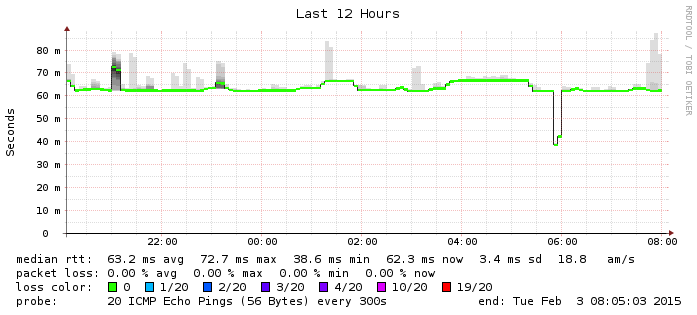 Last 12 Hours
RRDTOOL / TOBI OETIKER
Seconds
80 m
70 m
60 m
50 m
40 m
30 m
20 m
10 m
0
22:00 00:00 02:00 04:00 06:00 08:00
median rtt: 63.2 ms avg 72.7 ms max 38.6 ms min 62.3 ms now 3.4 ms sd 18.8 am/s
packet loss: 0.00 % avg 0.00 % max 0.00 % min 0.00 % now
loss color: 0 1/20 2/20 3/20 4/20 10/20 19/20
probe: 20 ICMP Echo Pings (56 Bytes) every 300s end: Tue Feb 3 08:05:03 2015